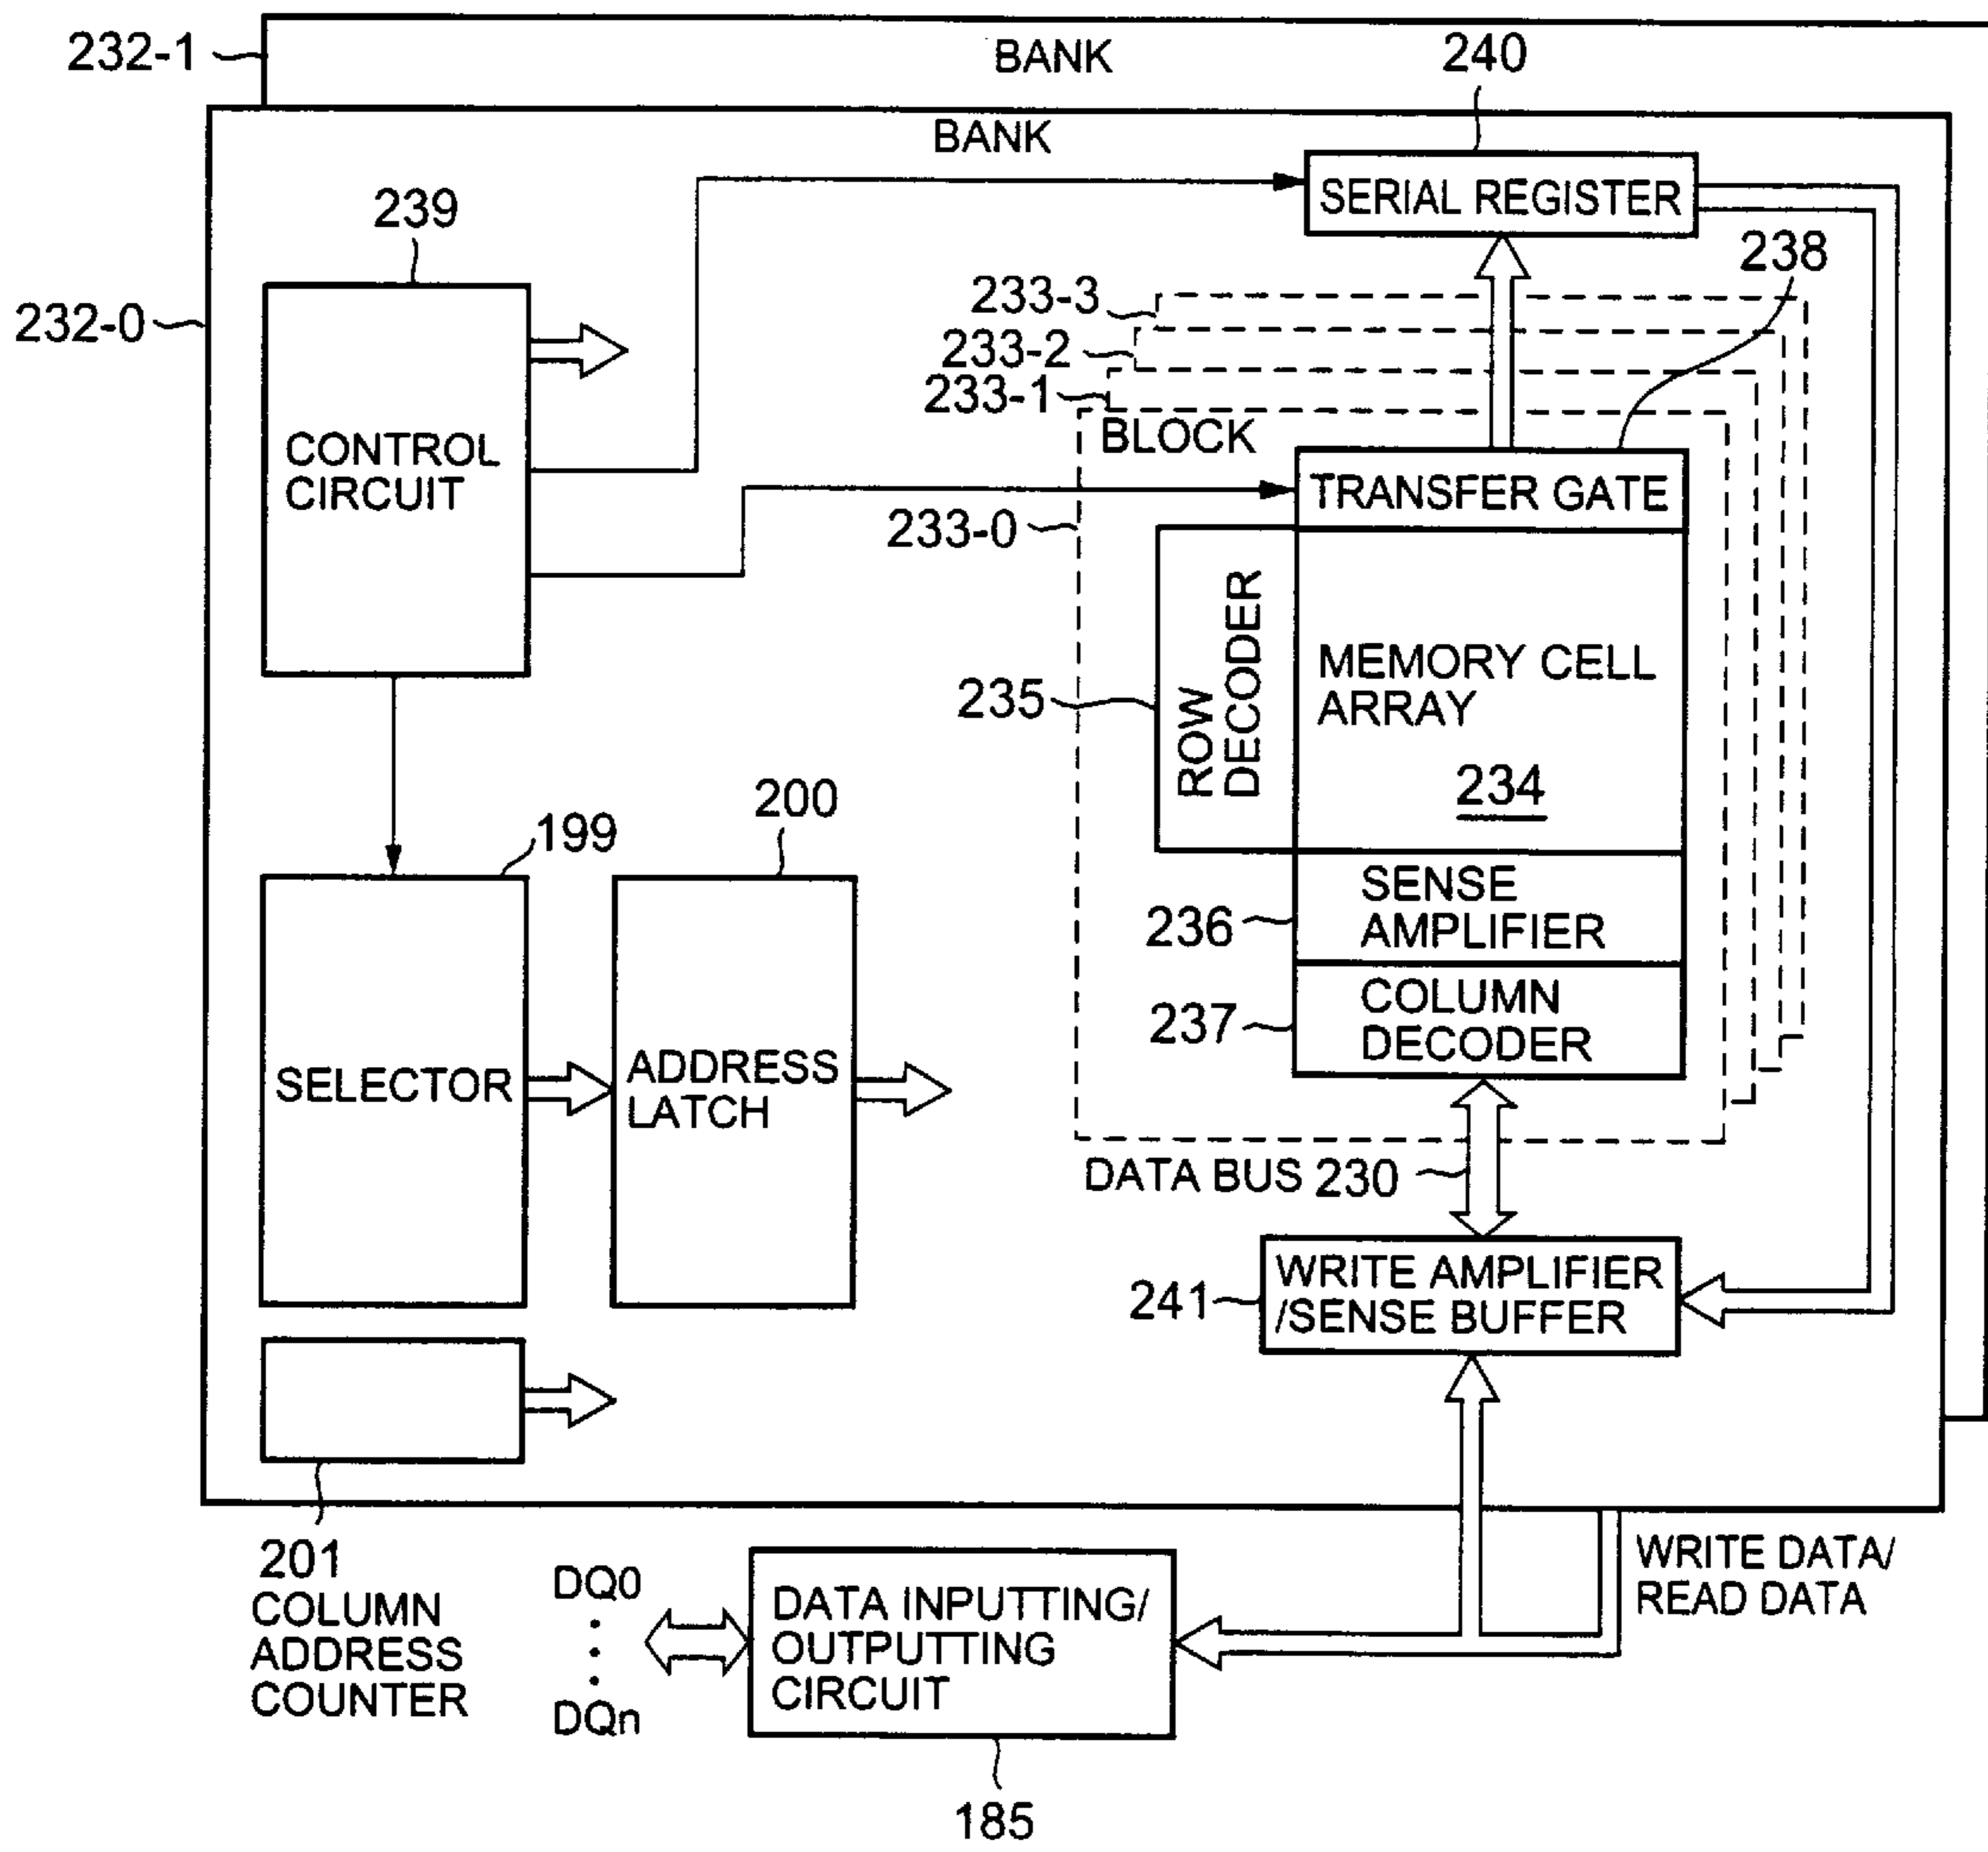 232-1
BANK
240
BANK
SERIAL REGISTER
239
238
232-0
233-3
233-2
233-1
BLOCK
CONTROL
CIRCUIT
TRANSFER GATE
233-0
ROW
DECODER
MEMORY CELL
ARRAY
235
234
200
199
SENSE
AMPLIFIER
236
COLUMN
DECODER
237
SELECTOR
ADDRESS
LATCH
DATA BUS 230
WRITE AMPLIFIER
/SENSE BUFFER
241
201
COLUMN
ADDRESS
COUNTER
DQ0
DQn
DATA INPUTTING/
OUTPUTTING
CIRCUIT
WRITE DATA/
READ DATA
185